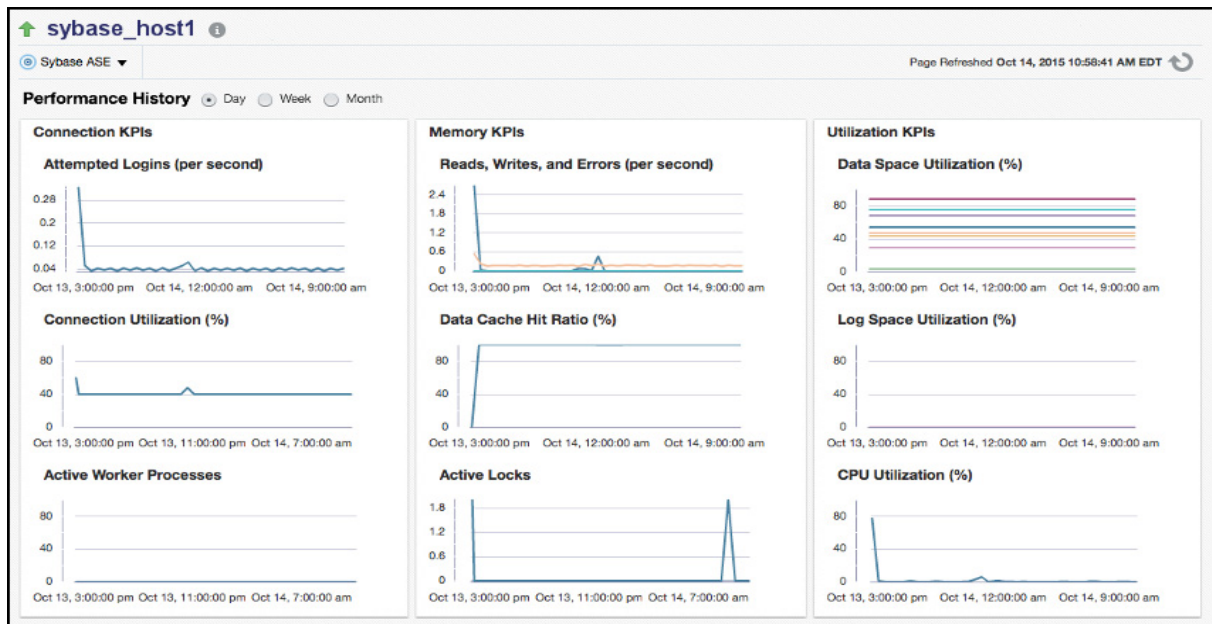 sybase_host1
Sybase ASE
Page Refreshed Oct 14, 2015 10:58:41 AM EDT
Performance History Day Week Month
Connection KPIs
Attempted Logins (per second)
0.28
0.2
0.12
0.04
Oct 13, 3:00:00 pm Oct 14, 12:00:00 am Oct 14, 9:00:00 am
Connection Utilization (%)
80
40
0
Oct 13, 3:00:00 pm Oct 13, 11:00:00 pm Oct 14, 7:00:00 am
Active Worker Processes
80
40
0
Oct 13, 3:00:00 pm Oct 13, 11:00:00 pm Oct 14, 7:00:00 am
Memory KPIs
Reads, Writes, and Errors (per second)
2.4
1.8
1.2
0.6
0
Oct 13, 3:00:00 pm Oct 14, 12:00:00 am Oct 14, 9:00:00 am
Data Cache Hit Ratio (%)
80
40
0
Oct 13, 3:00:00 pm Oct 14, 12:00:00 am Oct 14, 9:00:00 am
Active Locks
1.8
1.2
0.6
0
Oct 13, 3:00:00 pm Oct 13, 11:00:00 pm Oct 14, 7:00:00 am
Utilization KPIs
Data Space Utilization (%)
80
40
0
Oct 13, 3:00:00 pm Oct 14, 12:00:00 am Oct 14, 9:00:00 am
Log Space Utilization (%)
80
40
0
Oct 13, 3:00:00 pm Oct 14, 12:00:00 am Oct 14, 9:00:00 am
CPU Utilization (%)
80
40
0
Oct 13, 3:00:00 pm Oct 14, 12:00:00 am Oct 14, 9:00:00 am